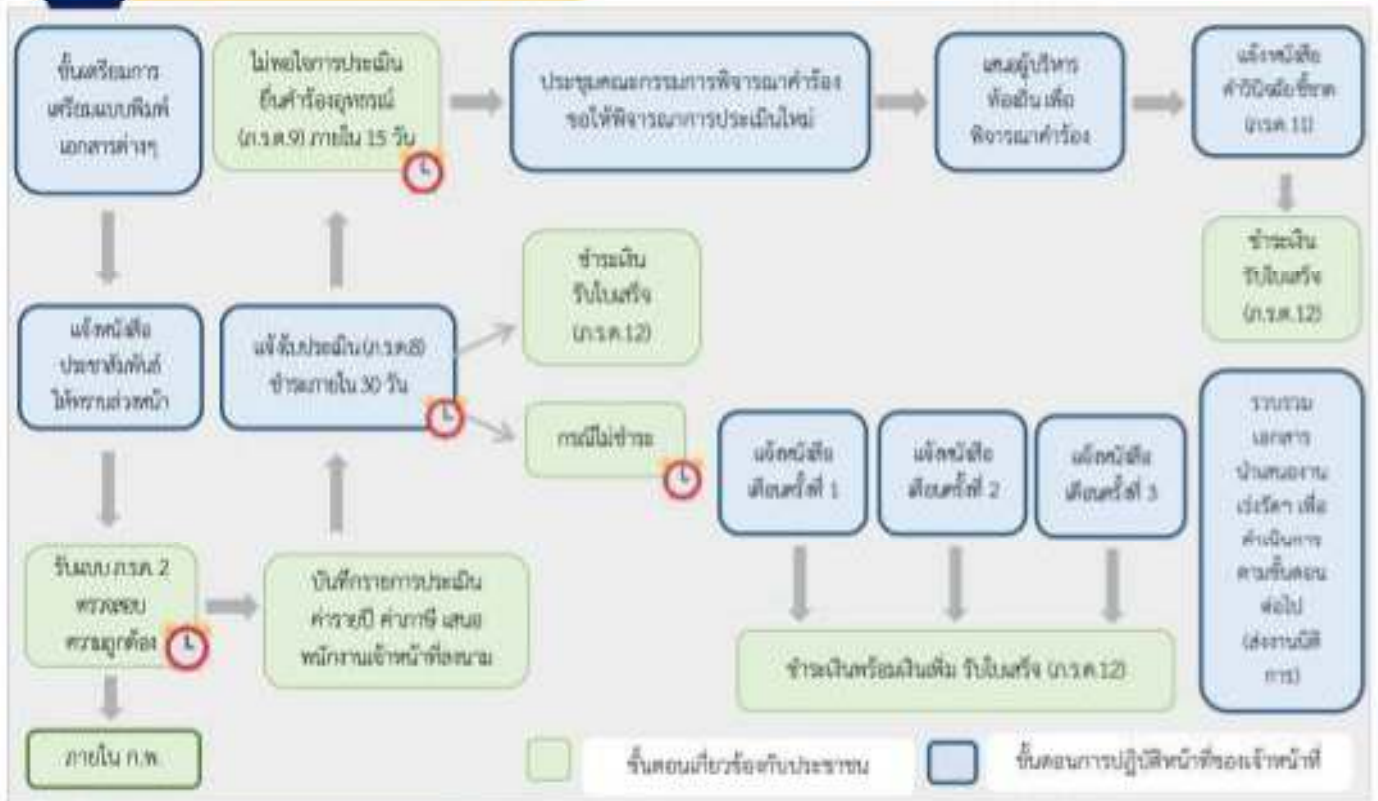 ขั้นเตรียมการ
เตรียมแบบพิมพ์
เอกสารต่างๆ
ไม่พอใจการประเมิน
ยื่นคำร้องอุทธรณ์
(ภ.ร.ด.9) ภายใน 15 วัน
ประชุมคณะกรรมการพิจารณาคำร้อง
ขอให้พิจารณาการประเมินใหม่
เสนอผู้บริหาร
ท้องถิ่น เพื่อ
พิจารณาคำร้อง
แจ้งหนังสือ
คำวินิจฉัยชี้ขาด
(ภ.ร.ด.11)
ชำระเงิน
รับใบเสร็จ
(ภ.ร.ด.12)
ชำระเงิน
รับใบเสร็จ
(ภ.ร.ด.12)
แจ้งหนังสือ
ประชาสัมพันธ์
ให้ทราบล่วงหน้า
แจ้งใบประเมิน (ภ.ร.ด.8)
ชำระภายใน 30 วัน
กรณีไม่ชำระ
แจ้งหนังสือ
เตือนครั้งที่ 1
แจ้งหนังสือ
เตือนครั้งที่ 2
แจ้งหนังสือ
เตือนครั้งที่ 3
รวบรวม
เอกสาร
นำเสนองาน
เร่งรัดฯ เพื่อ
ดำเนินการ
ตามขั้นตอน
ต่อไป
(ส่งงานนิติ
การ)
รับแบบ ภ.ร.ด. 2
ตรวจสอบ
ความถูกต้อง
บันทึกรายการประเมิน
ค่ารายปี ค่าภาษี เสนอ
พนักงานเจ้าหน้าที่ลงนาม
ชำระเงินพร้อมเงินเพิ่ม รับใบเสร็จ (ภ.ร.ด.12)
ภายใน ก.พ.
ขั้นตอนเกี่ยวข้องกับประชาชน
ขั้นตอนการปฏิบัติหน้าที่ของเจ้าหน้าที่